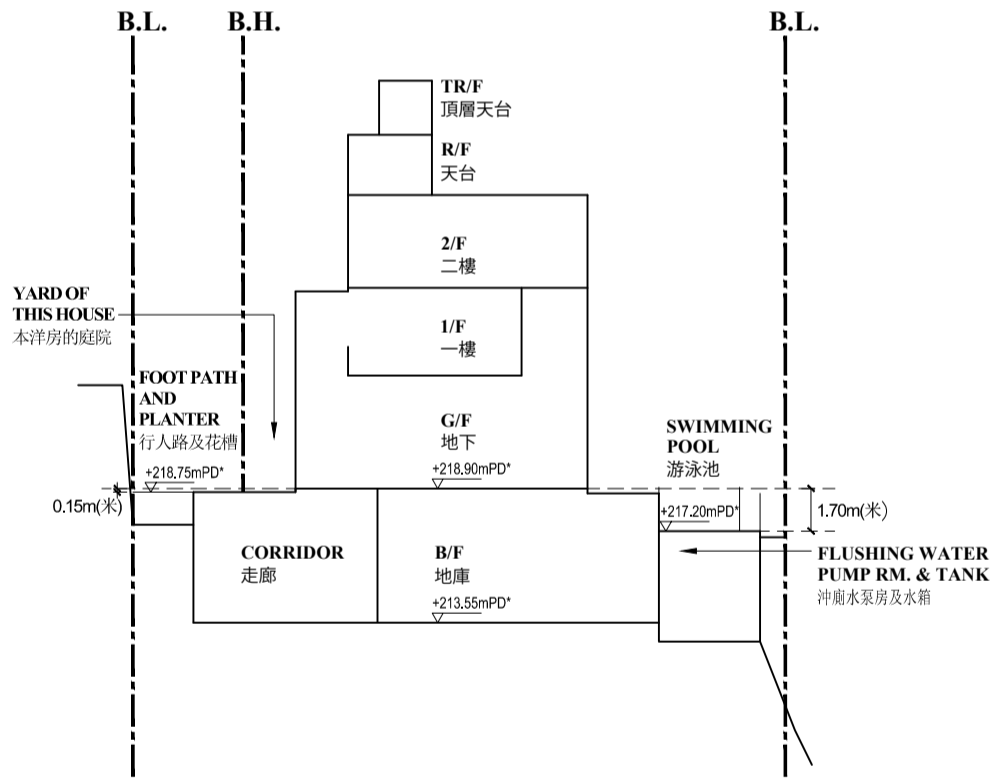 B.L.
B.H.
B.L.
TR/F
頂層天台
R/F
天台
2/F
二樓
YARD OF
THIS HOUSE
本洋房的庭院
1/F
一樓
FOOT PATH
AND
PLANTER
行人路及花槽
+218.75mPD*
0.15m(米)
G/F
地下
+218.90mPD*
SWIMMING
POOL
游泳池
+217.20mPD*
1.70m(米)
CORRIDOR
走廊
B/F
地庫
+213.55mPD*
FLUSHING WATER
PUMP RM. & TANK
沖廁水泵房及水箱